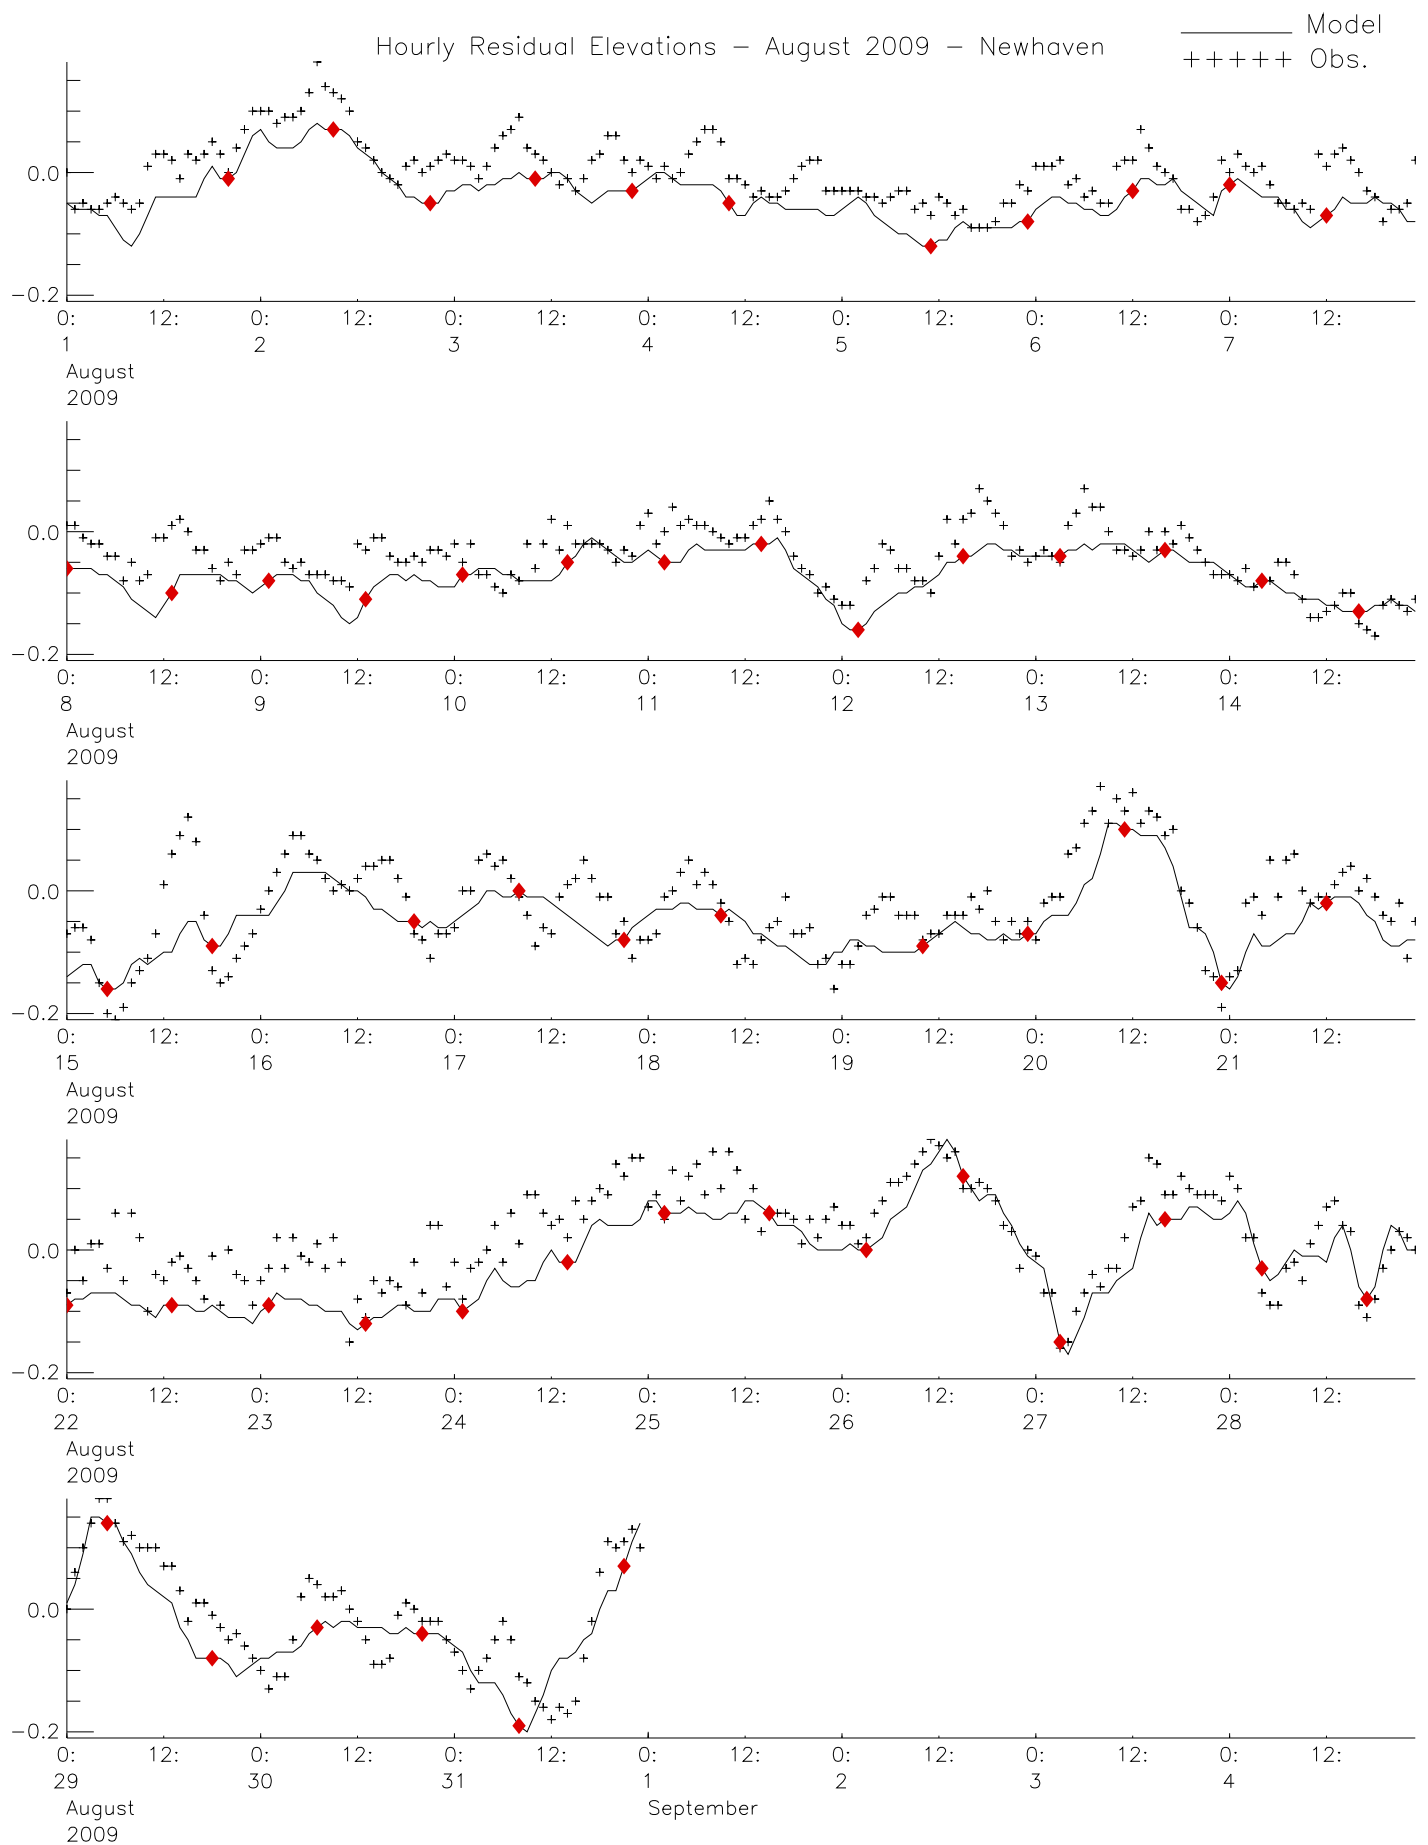 Hourly Residual Elevations – August 2009 – Newhaven
Model
+++++ Obs.
0.0
−0.2
0: 12: 0: 12: 0: 12: 0: 12: 0: 12: 0: 12: 0: 12:
1 2 3 4 5 6 7
August
2009
0.0
−0.2
0: 12: 0: 12: 0: 12: 0: 12: 0: 12: 0: 12: 0: 12:
8 9 10 11 12 13 14
August
2009
0.0
−0.2
0: 12: 0: 12: 0: 12: 0: 12: 0: 12: 0: 12: 0: 12:
15 16 17 18 19 20 21
August
2009
0.0
−0.2
0: 12: 0: 12: 0: 12: 0: 12: 0: 12: 0: 12: 0: 12:
22 23 24 25 26 27 28
August
2009
0.0
−0.2
0: 12: 0: 12: 0: 12: 0: 12: 0: 12: 0: 12: 0: 12:
29 30 31 1 2 3 4
August September
2009